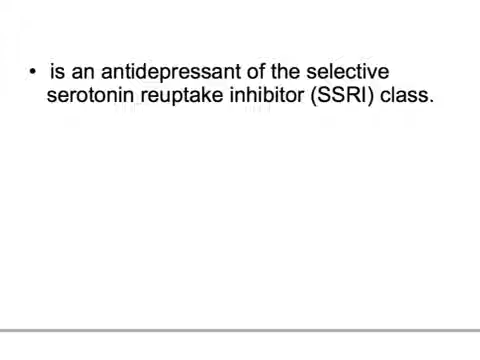 • is an antidepressant of the selective
serotonin reuptake inhibitor (SSRI) class.